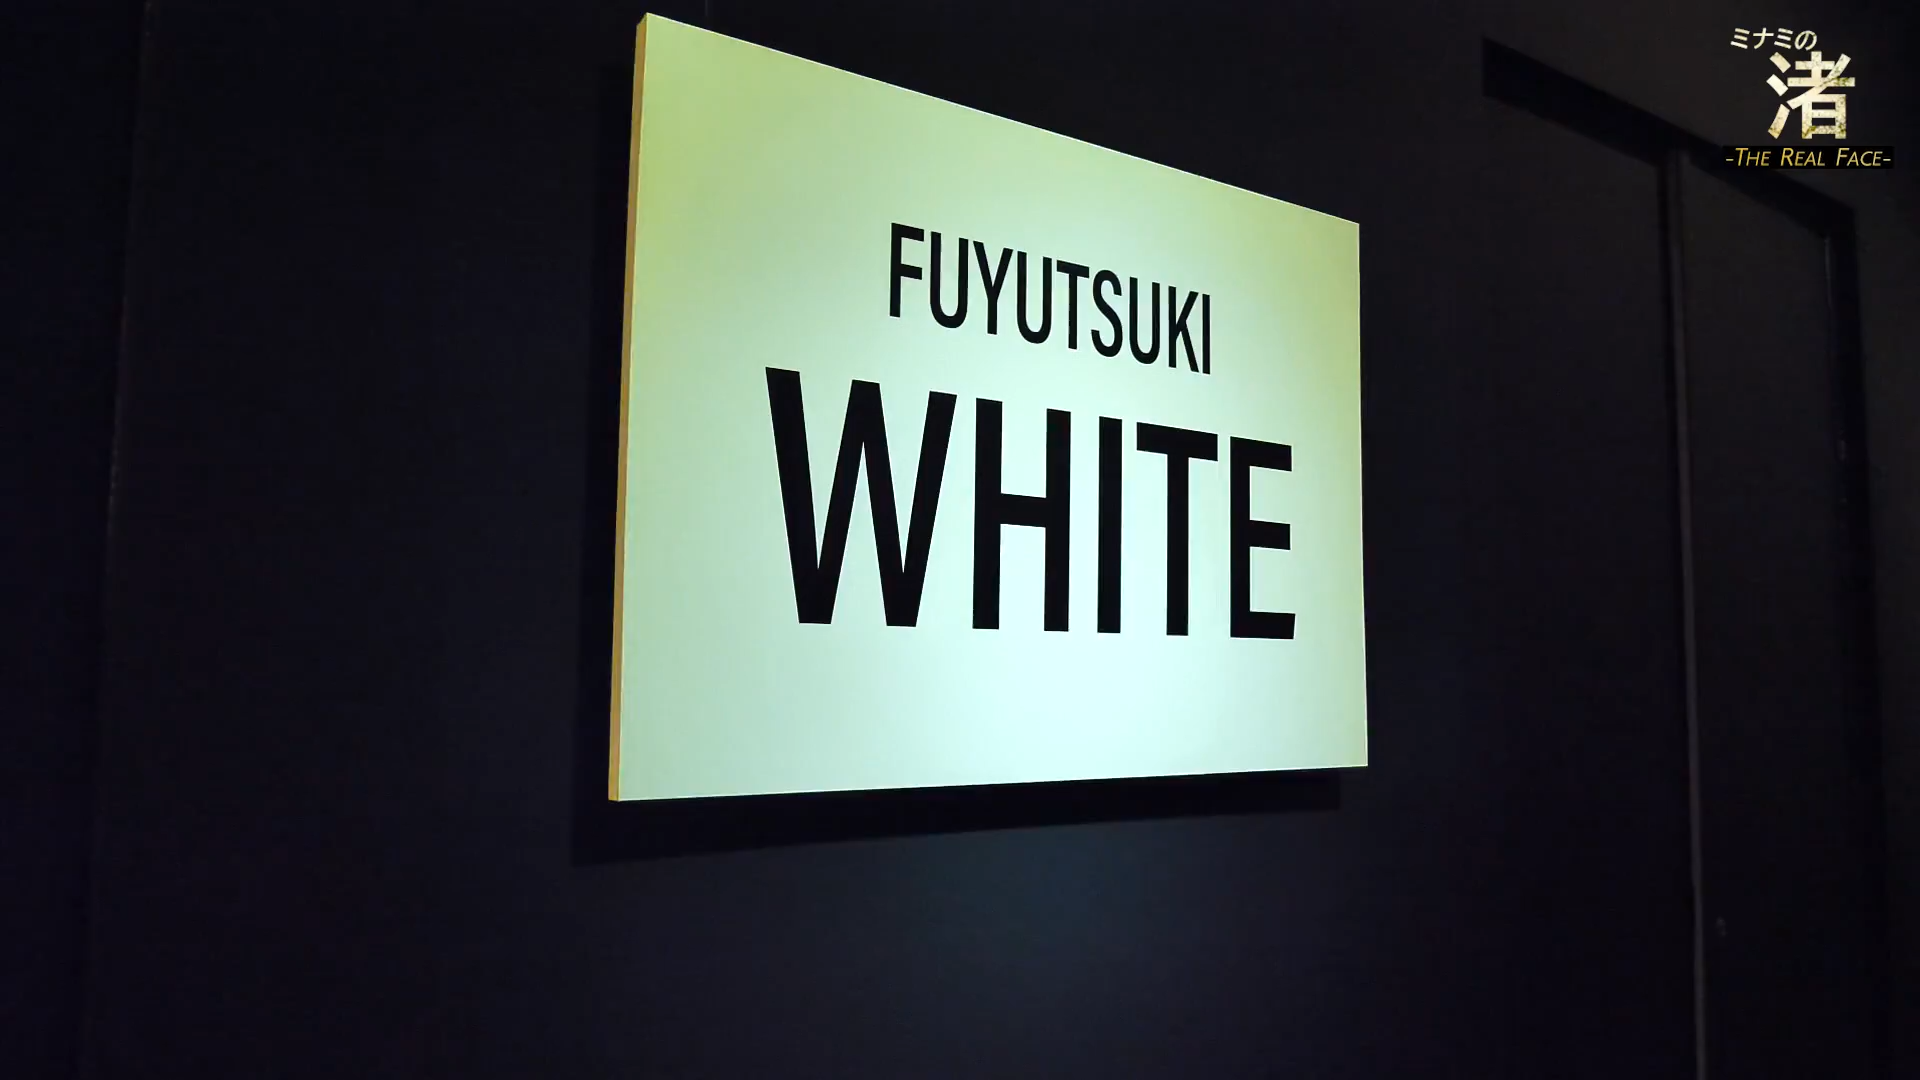 ミナミの
渚
-THE REAL FACE-
FUYUTSUKI
WHITE